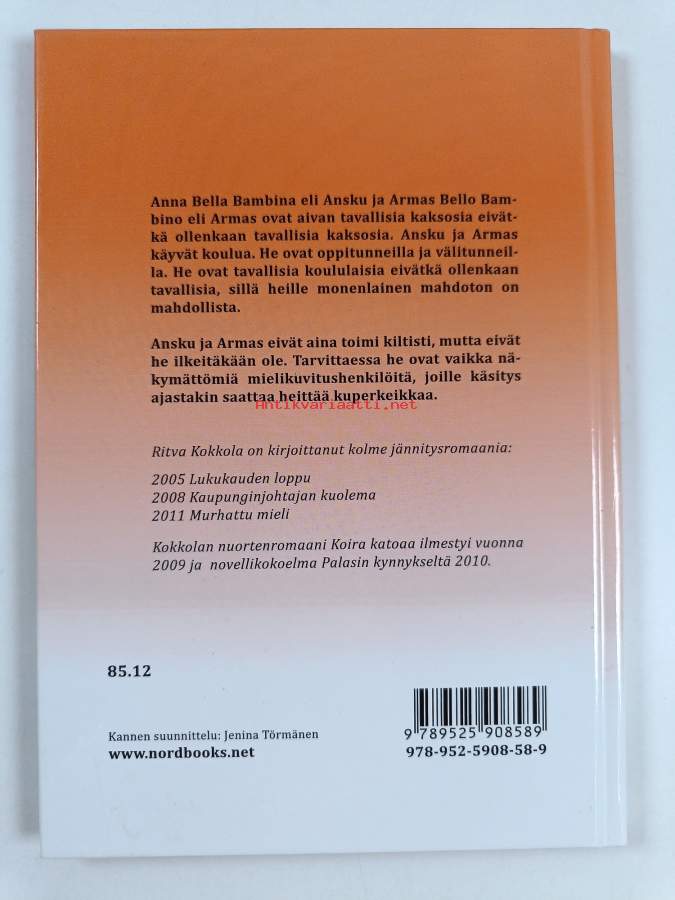 Anna Bella Bambina eli Ansku ja Armas Bello Bam-
bino eli Armas ovat aivan tavallisia kaksosia eivät-
kä ollenkaan tavallisia kaksosia. Ansku ja Armas
käyvät koulua. He ovat oppitunneilla ja välitunneil-
la. He ovat tavallisia koululaisia eivätkä ollenkaan
tavallisia, sillä heille monenlainen mahdoton on
mahdollista.
Ansku ja Armas eivät aina toimi kiltisti, mutta eivät
he ilkeitäkään ole. Tarvittaessa he ovat vaikka nä-
kymättömiä mielikuvitushenkilöitä, joille käsitys
ajastakin saattaa heittää kuperkeikkaa.
Antikvariaatti.net
Ritva Kokkola on kirjoittanut kolme jännitysromaania:
2005 Lukukauden loppu
2008 Kaupunginjohtajan kuolema
2011 Murhattu mieli
Kokkolan nuortenromaani Koira katoaa ilmestyi vuonna
2009 ja novellikokoelma Palasin kynnykseltä 2010.
85.12
Kannen suunnittelu: Jenina Törmänen
www.nordbooks.net
9 789525 908589
978-952-5908-58-9